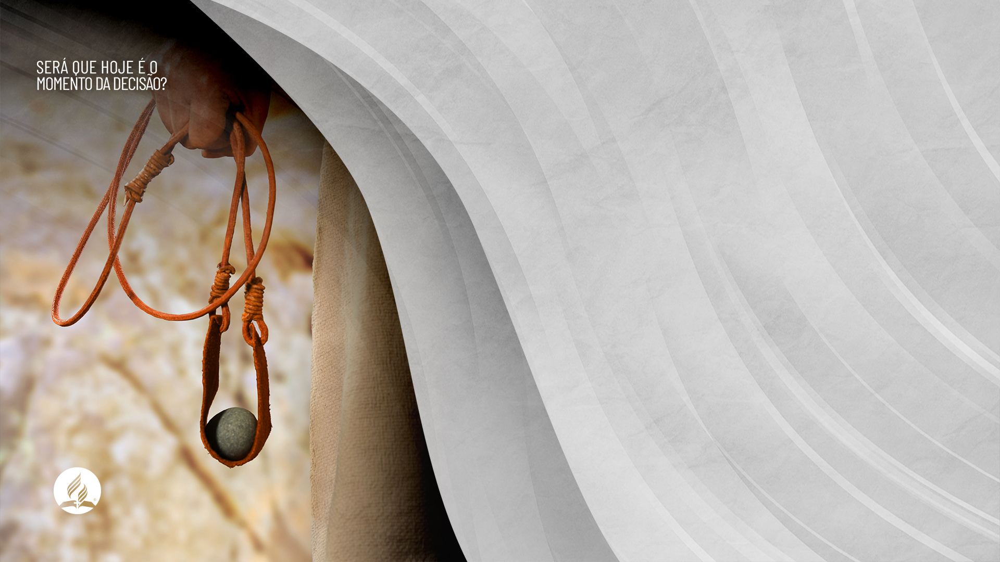 SERÁ QUE HOJE É O
MOMENTO DA DECISÃO?